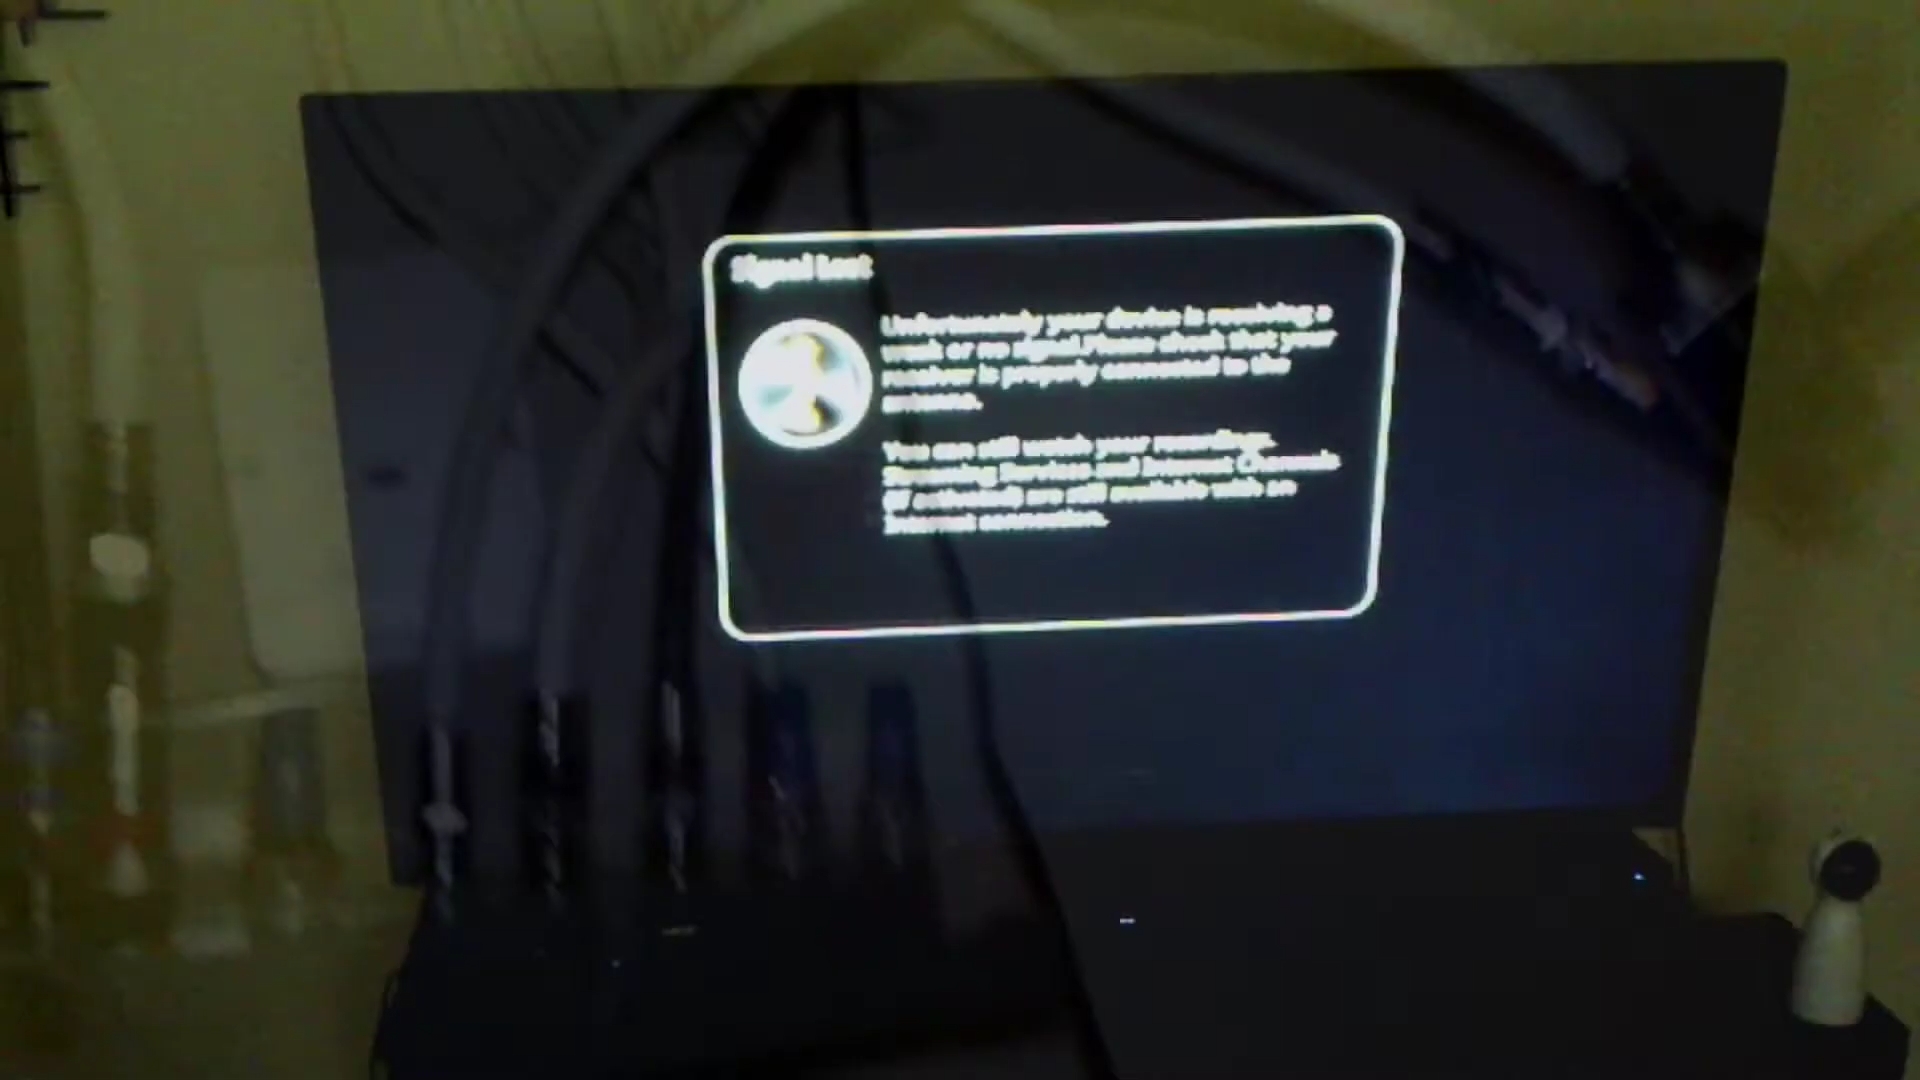 Signal Lost
Unfortunately your device is receiving a
weak or no signal.Please check that your
receiver is properly connected to the
antenna.
You can still watch your recordings.
Streaming Services and Internet Channels
(if activated) are still available with an
Internet connection.